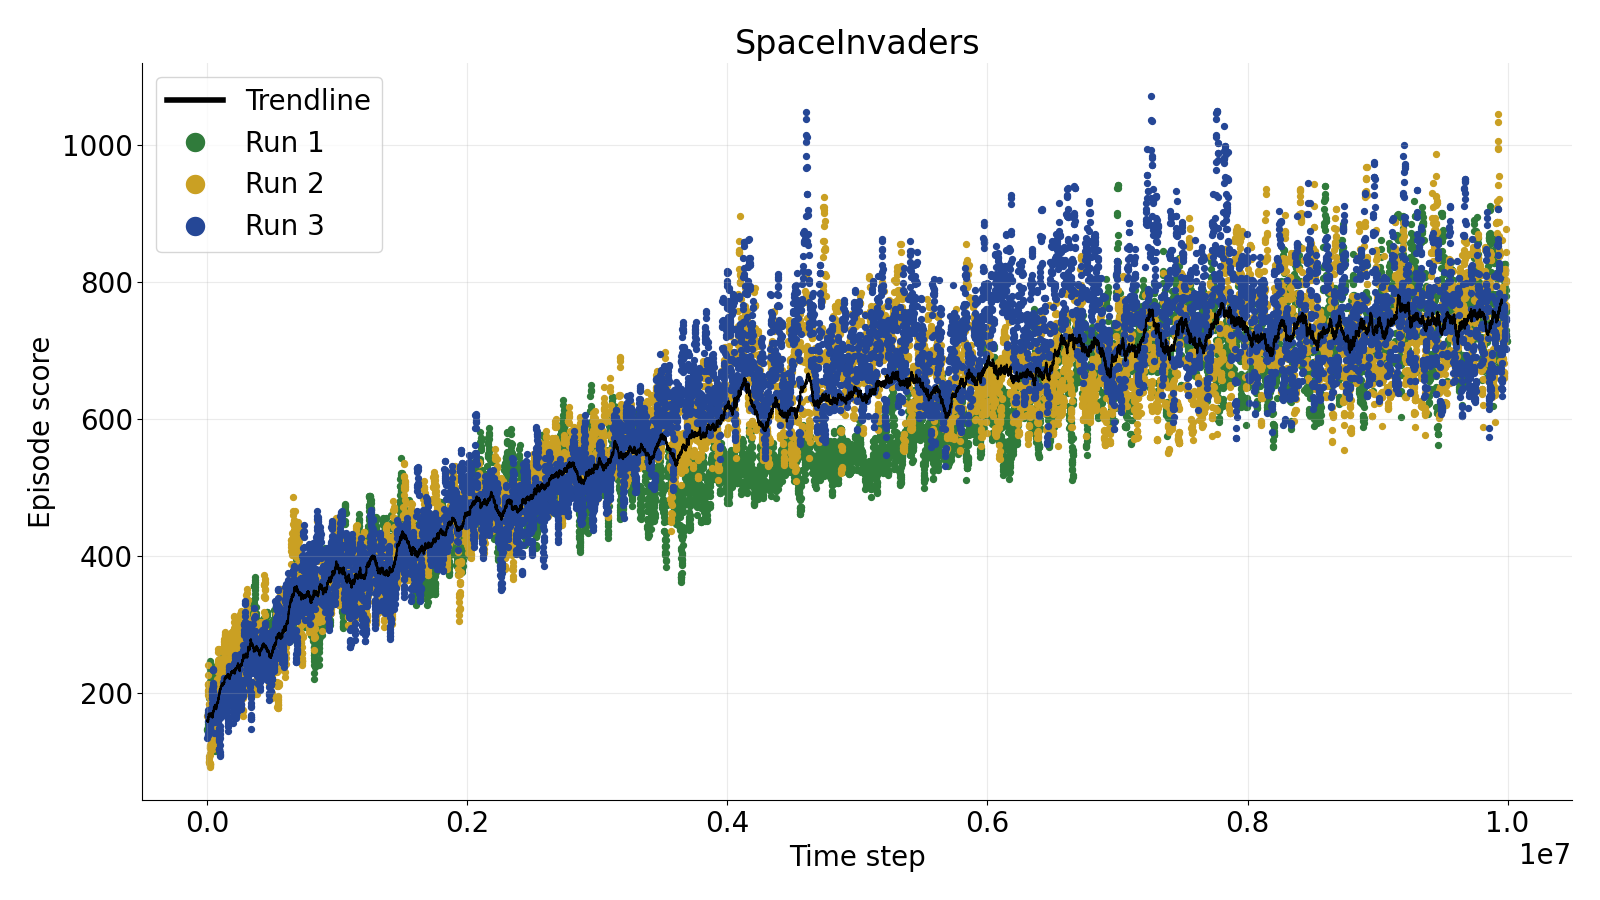 SpaceInvaders
Trendline
Run 1
Run 2
Run 3
Episode score
1000
800
600
400
200
0.0 0.2 0.4 0.6 0.8 1.0
1e7
Time step